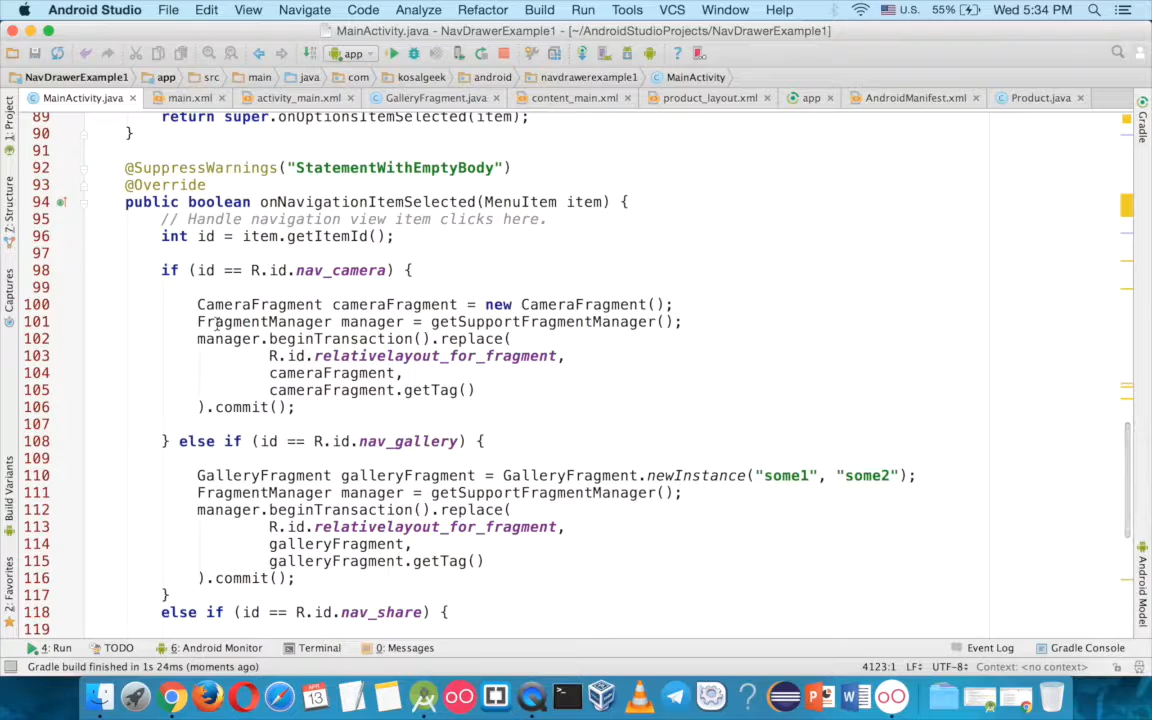 Android Studio File Edit View Navigate Code Analyze Refactor Build Run Tools VCS Window Help U.S. 55% Wed 5:34 PM
MainActivity.java - NavDrawerExample1 - [~/AndroidStudioProjects/NavDrawerExample1]
app
NavDrawerExample1 app src main java com kosalgeek android navdrawerexample1 MainActivity
MainActivity.java main.xml activity_main.xml GalleryFragment.java content_main.xml product_layout.xml app AndroidManifest.xml Product.java
1: Project
7: Structure
Captures
Build Variants
2: Favorites
89 return super.onOptionsItemSelected(item);
90 }
91
92 @SuppressWarnings("StatementWithEmptyBody")
93 @Override
94 public boolean onNavigationItemSelected(MenuItem item) {
95 // Handle navigation view item clicks here.
96 int id = item.getItemId();
97
98 if (id == R.id.nav_camera) {
99
100 CameraFragment cameraFragment = new CameraFragment();
101 FragmentManager manager = getSupportFragmentManager();
102 manager.beginTransaction().replace(
103 R.id.relativelayout_for_fragment,
104 cameraFragment,
105 cameraFragment.getTag()
106 ).commit();
107
108 } else if (id == R.id.nav_gallery) {
109
110 GalleryFragment galleryFragment = GalleryFragment.newInstance("some1", "some2");
111 FragmentManager manager = getSupportFragmentManager();
112 manager.beginTransaction().replace(
113 R.id.relativelayout_for_fragment,
114 galleryFragment,
115 galleryFragment.getTag()
116 ).commit();
117 }
118 else if (id == R.id.nav_share) {
119
Gradle
Android Model
4: Run TODO 6: Android Monitor Terminal 0: Messages Event Log Gradle Console
Gradle build finished in 1s 24ms (moments ago) 4123:1 LF÷ UTF-8÷ Context: <no context>
APR
13